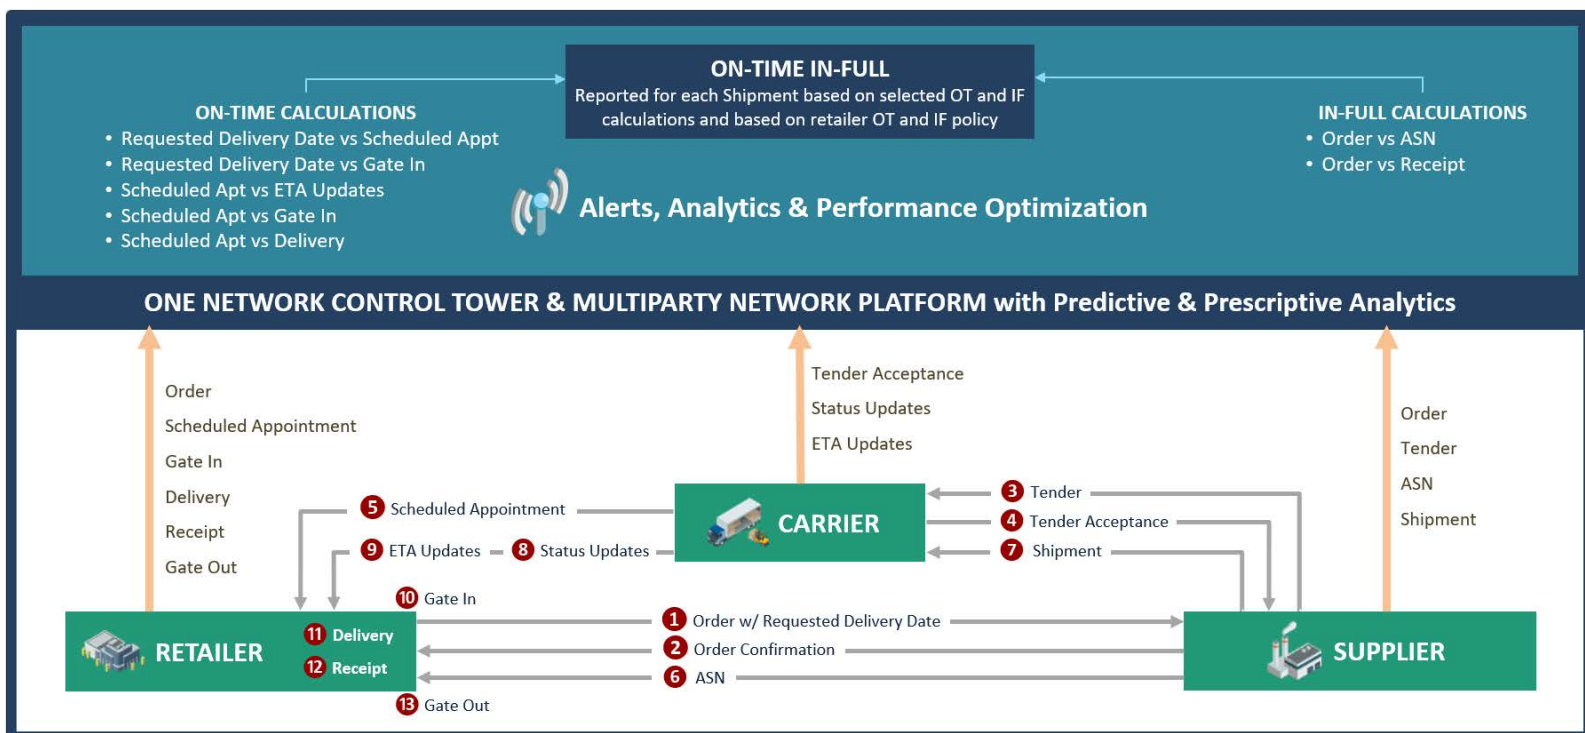 ON-TIME IN-FULL
Reported for each Shipment based on selected OT and IF
calculations and based on retailer OT and IF policy
ON-TIME CALCULATIONS
• Requested Delivery Date vs Scheduled Appt
• Requested Delivery Date vs Gate In
• Scheduled Apt vs ETA Updates
• Scheduled Apt vs Gate In
• Scheduled Apt vs Delivery
IN-FULL CALCULATIONS
• Order vs ASN
• Order vs Receipt
Alerts, Analytics & Performance Optimization
ONE NETWORK CONTROL TOWER & MULTIPARTY NETWORK PLATFORM with Predictive & Prescriptive Analytics
Order
Scheduled Appointment
Gate In
Delivery
Receipt
Gate Out
Tender Acceptance
Status Updates
ETA Updates
Order
Tender
ASN
Shipment
5 Scheduled Appointment
9 ETA Updates
8 Status Updates
CARRIER
3 Tender
4 Tender Acceptance
7 Shipment
10 Gate In
RETAILER
11 Delivery
12 Receipt
13 Gate Out
1 Order w/ Requested Delivery Date
2 Order Confirmation
6 ASN
SUPPLIER